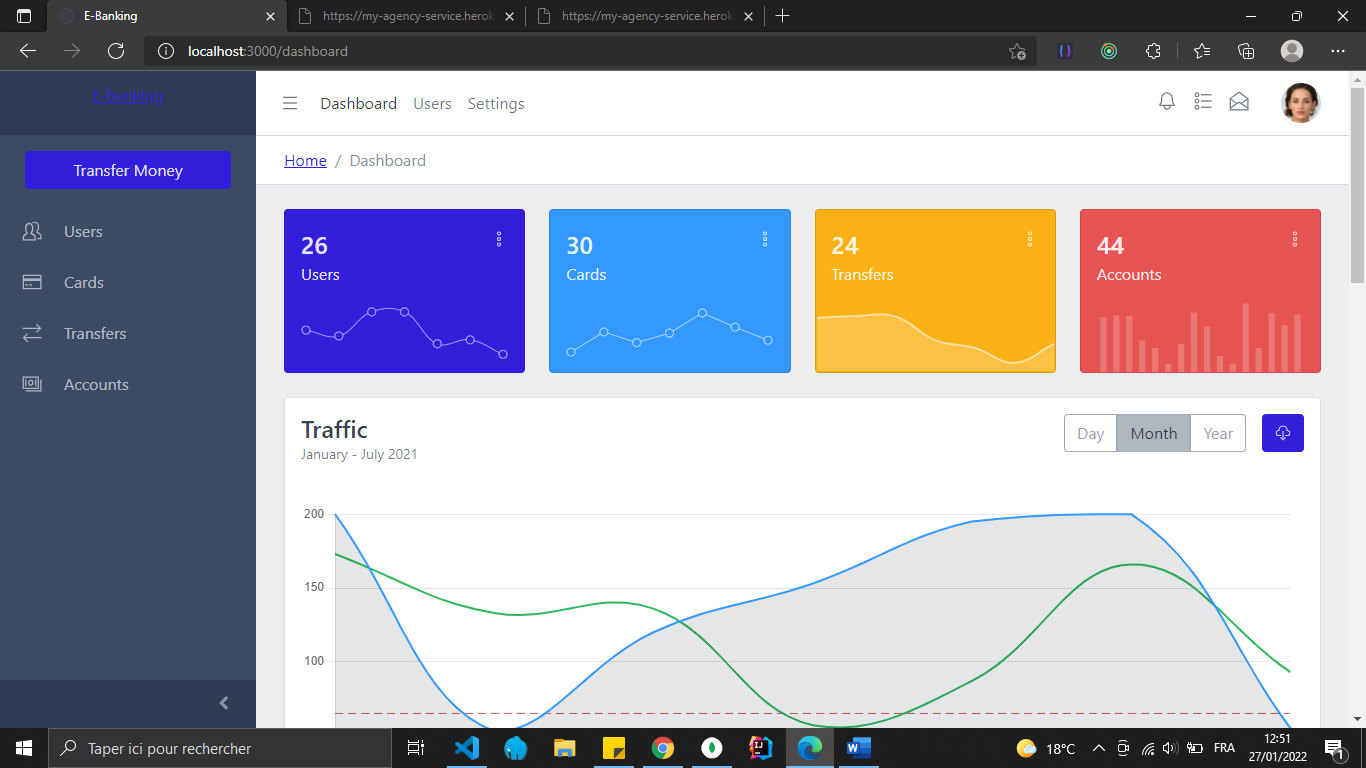 E-Banking
https://my-agency-service.herok
https://my-agency-service.herok
localhost:3000/dashboard
E-banking
Dashboard Users Settings
Transfer Money
Home / Dashboard
Users
Cards
Transfers
Accounts
26
Users
30
Cards
24
Transfers
44
Accounts
Traffic
January - July 2021
Day Month Year
200
150
100
Taper ici pour rechercher
18°C
FRA
12:51
27/01/2022
1